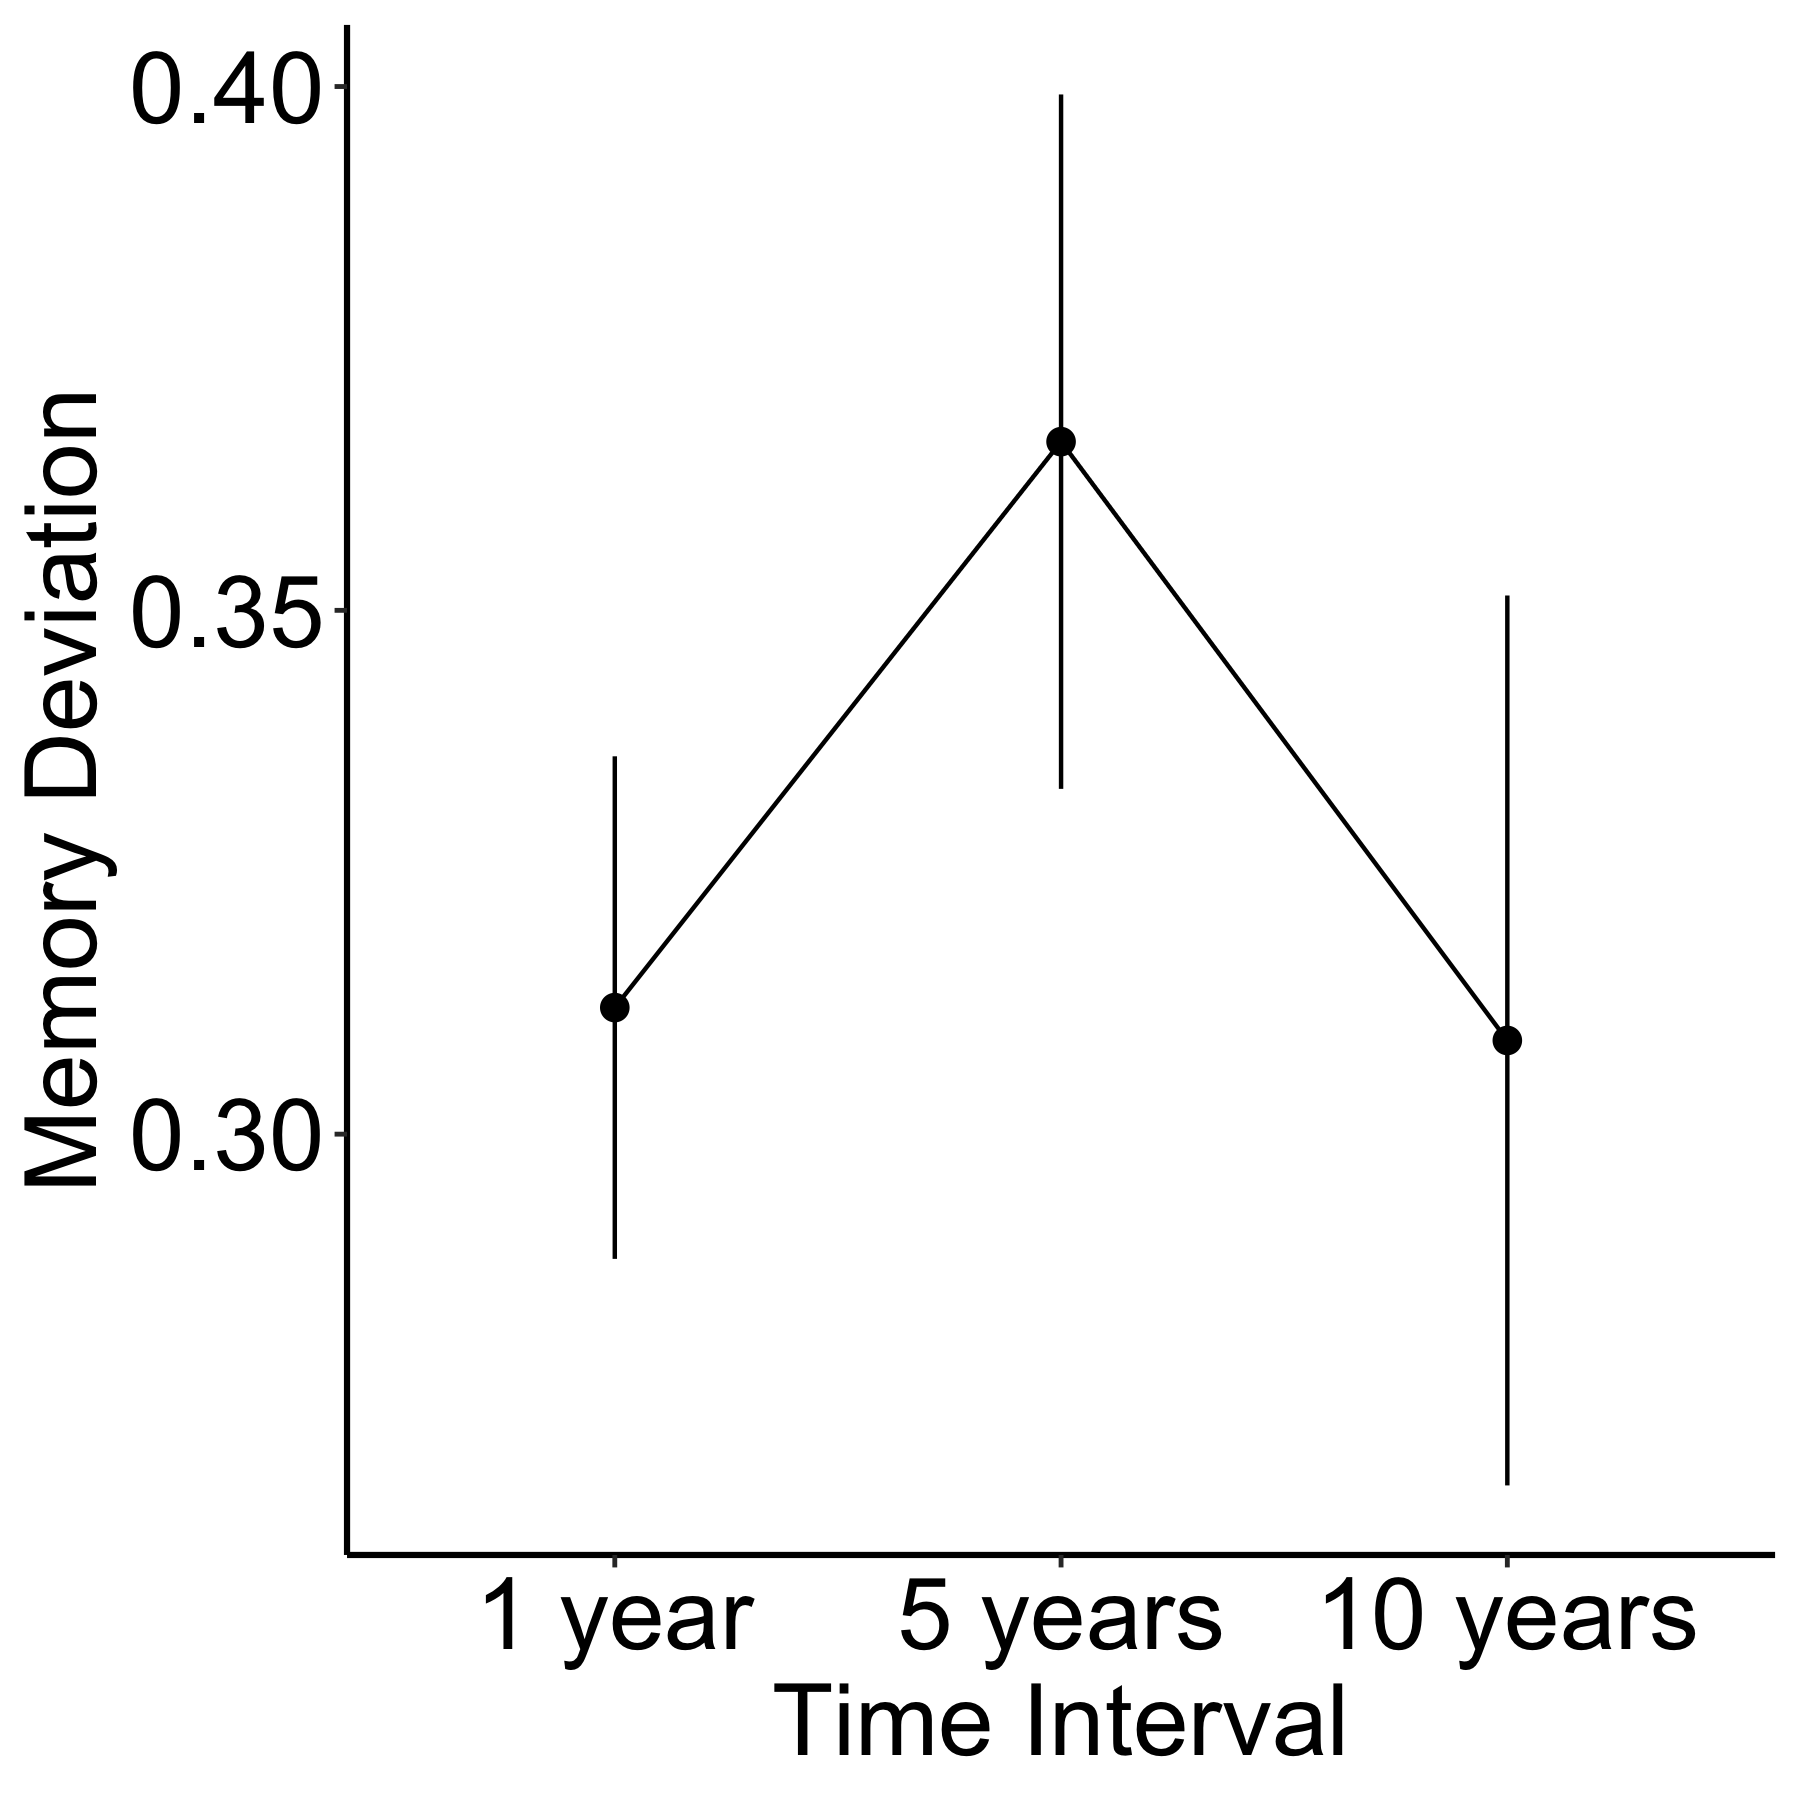 Memory Deviation
0.40
0.35
0.30
1 year 5 years 10 years
Time Interval